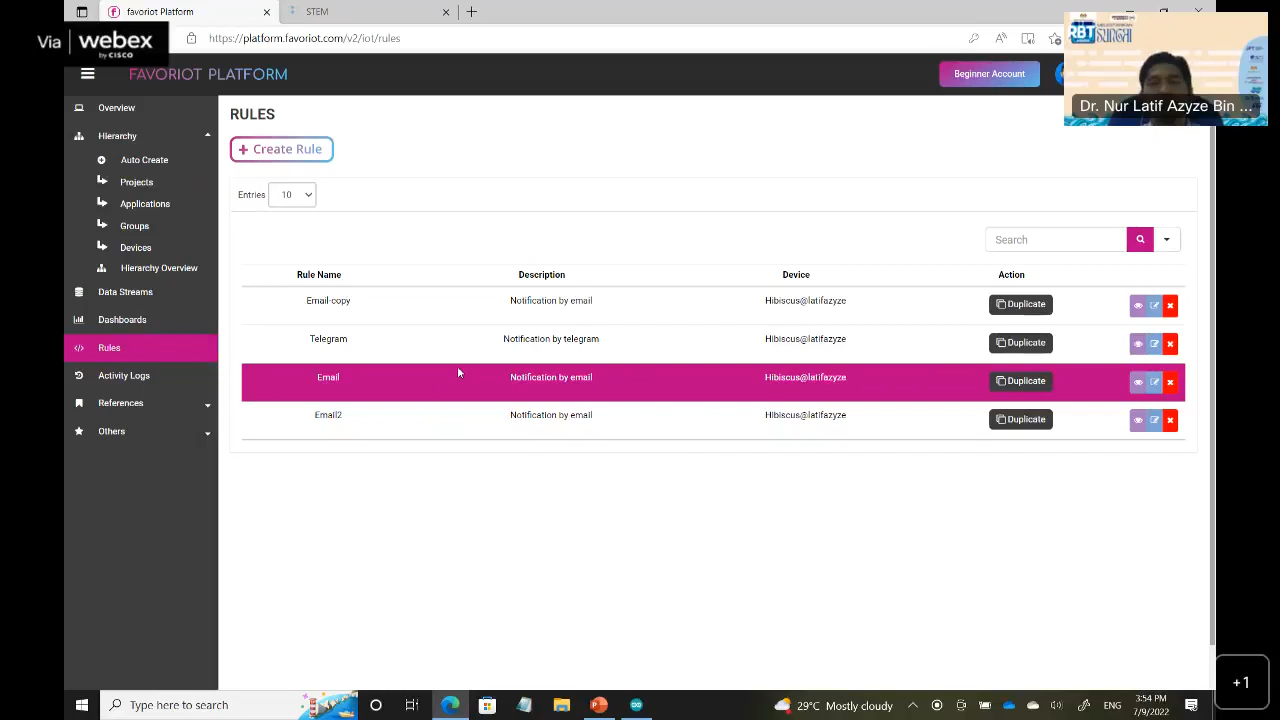 favoriot Platform
STEM
Via webex
by CISCO
https://platform.favoriot.com/v2/iot/rules
FAVORIOT PLATFORM
Beginner Account
RBT
Dr. Nur Latif Azyze Bin ...
Overview
Hierarchy
Auto Create
Projects
Applications
Groups
Devices
Hierarchy Overview
Data Streams
Dashboards
Rules
Activity Logs
References
Others
RULES
+ Create Rule
Entries 10
Search
Rule Name Description Device Action
Email-copy Notification by email Hibiscus@latifazyze Duplicate
Telegram Notification by telegram Hibiscus@latifazyze Duplicate
Email Notification by email Hibiscus@latifazyze Duplicate
Email2 Notification by email Hibiscus@latifazyze Duplicate
+1
Type here to search
29°C Mostly cloudy
ENG
3:54 PM
7/9/2022